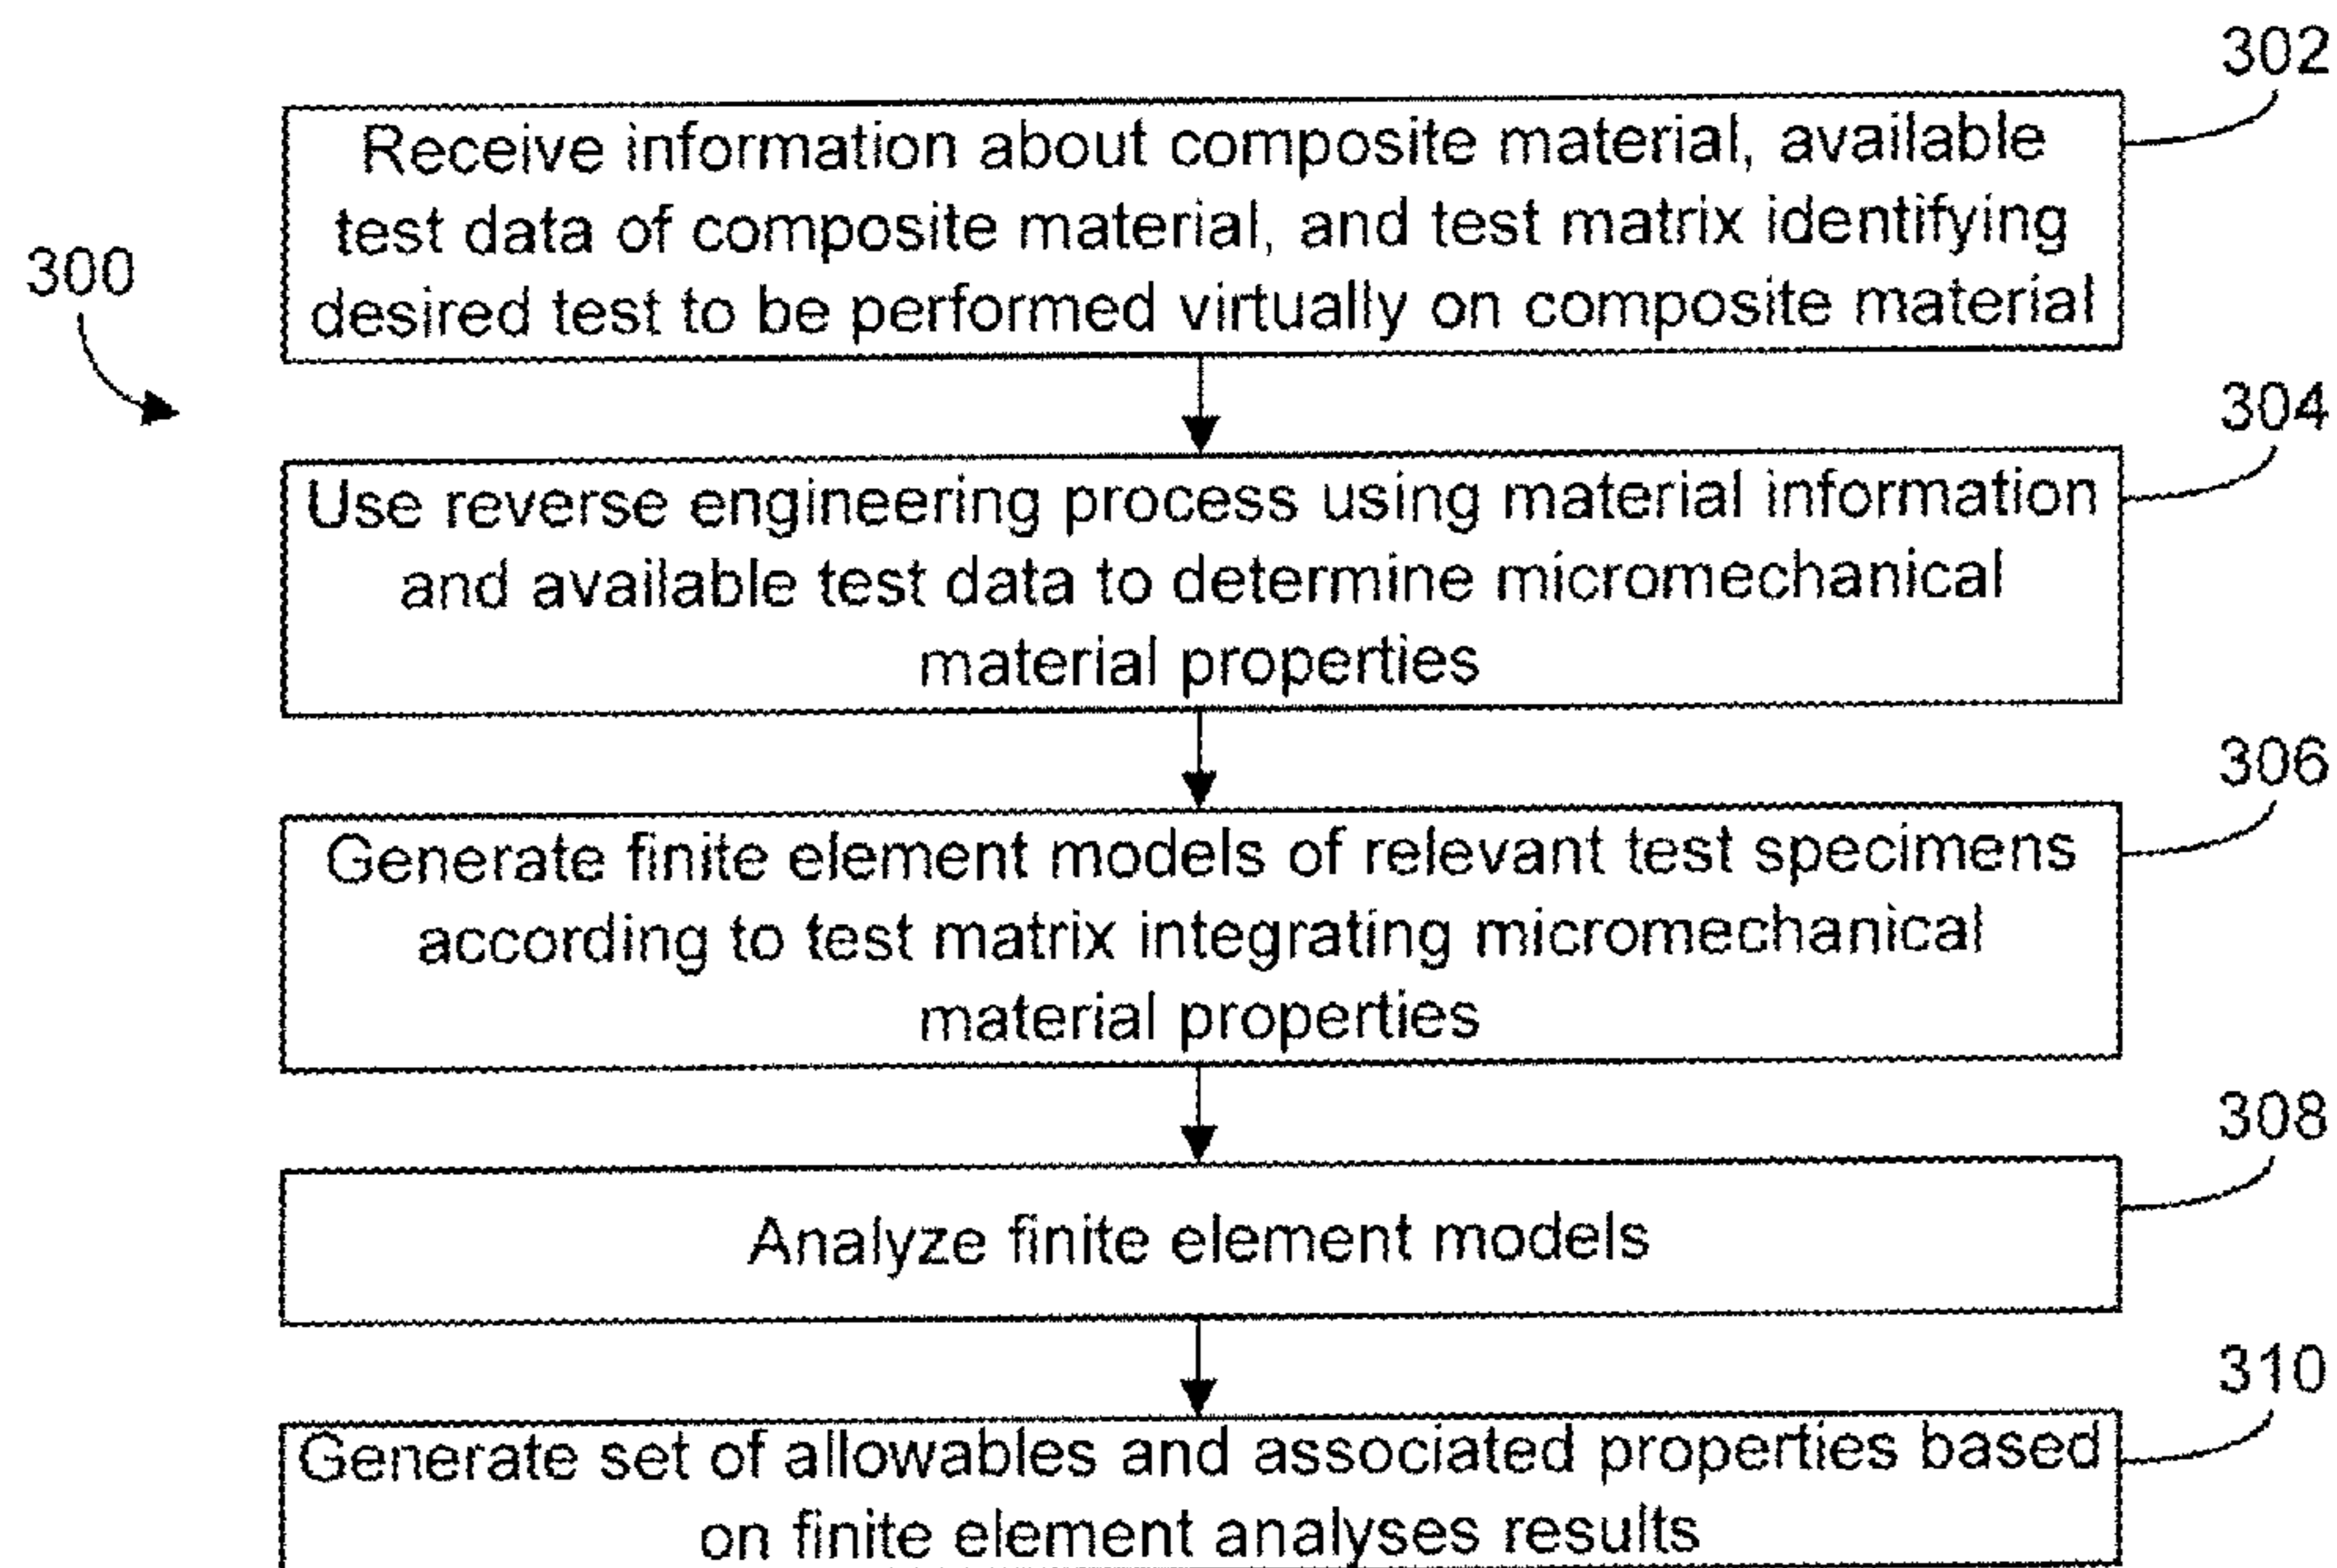 302
Receive information about composite material, available
test data of composite material, and test matrix identifying
desired test to be performed virtually on composite material
300
304
Use reverse engineering process using material information
and available test data to determine micromechanical
material properties
306
Generate finite element models of relevant test specimens
according to test matrix integrating micromechanical
material properties
308
Analyze finite element models
310
Generate set of allowables and associated properties based
on finite element analyses results